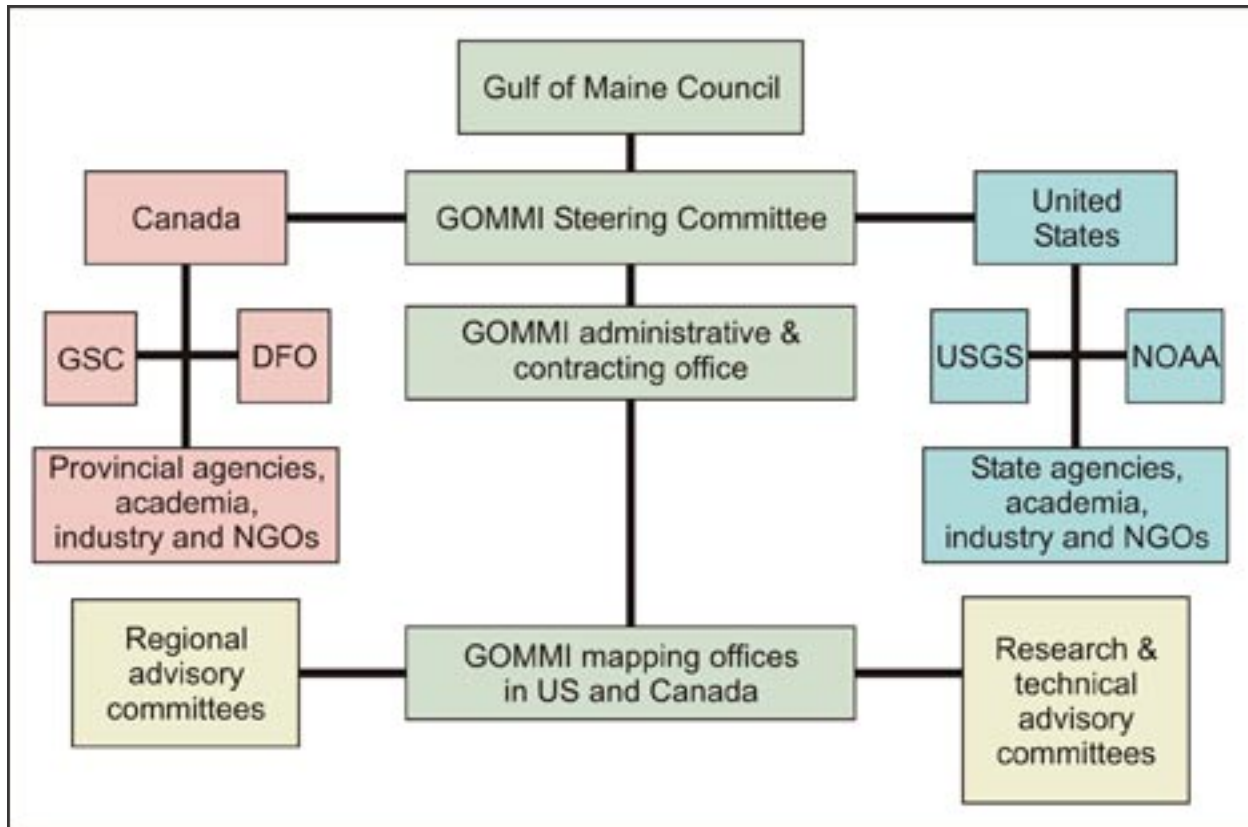 Gulf of Maine Council
Canada
GOMMI Steering Committee
United
States
GSC
DFO
GOMMI administrative &
contracting office
USGS
NOAA
Provincial agencies,
academia,
industry and NGOs
State agencies,
academia,
industry and NGOs
Regional
advisory
committees
GOMMI mapping offices
in US and Canada
Research &
technical
advisory
committees